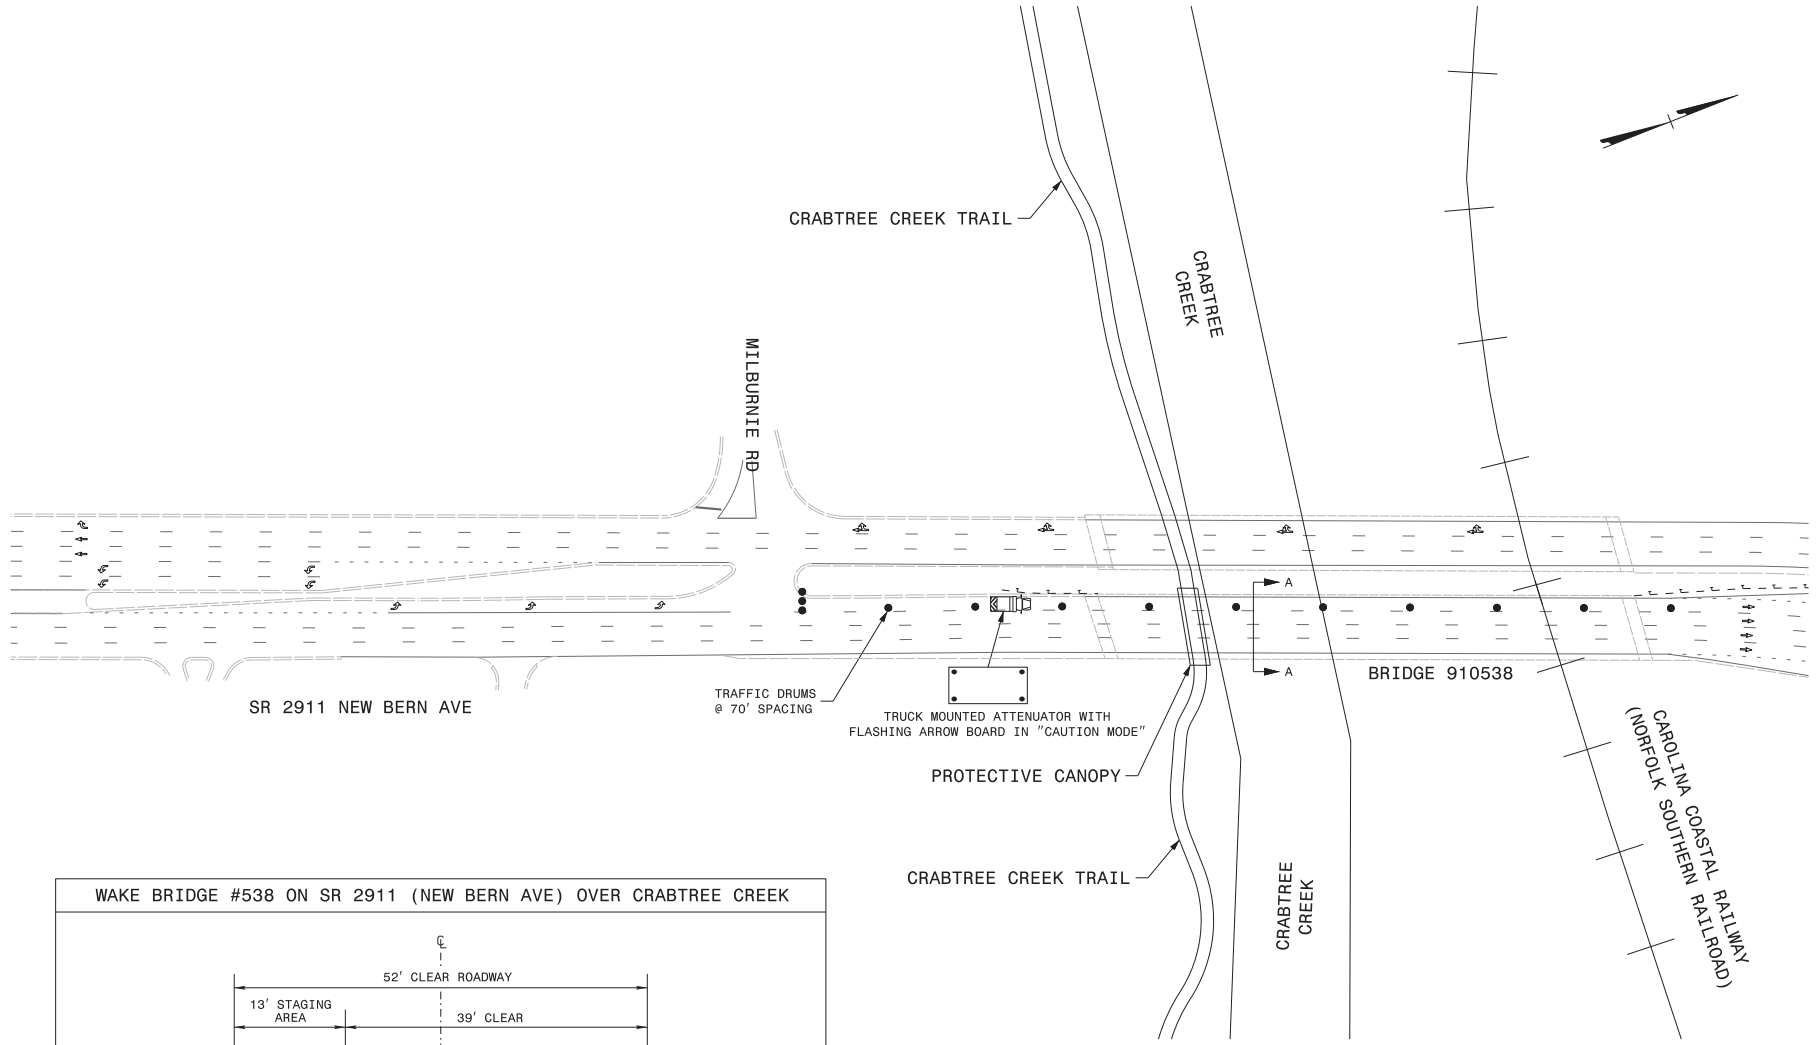 CRABTREE CREEK TRAIL
CRABTREE
CREEK
MILBURNIE RD
A
A
BRIDGE 910538
SR 2911 NEW BERN AVE
TRAFFIC DRUMS
@ 70' SPACING
TRUCK MOUNTED ATTENUATOR WITH
FLASHING ARROW BOARD IN "CAUTION MODE"
PROTECTIVE CANOPY
CAROLINA COASTAL RAILWAY
(NORFOLK SOUTHERN RAILROAD)
CRABTREE CREEK TRAIL
CRABTREE
CREEK
WAKE BRIDGE #538 ON SR 2911 (NEW BERN AVE) OVER CRABTREE CREEK
℄
52' CLEAR ROADWAY
13' STAGING
AREA
39' CLEAR